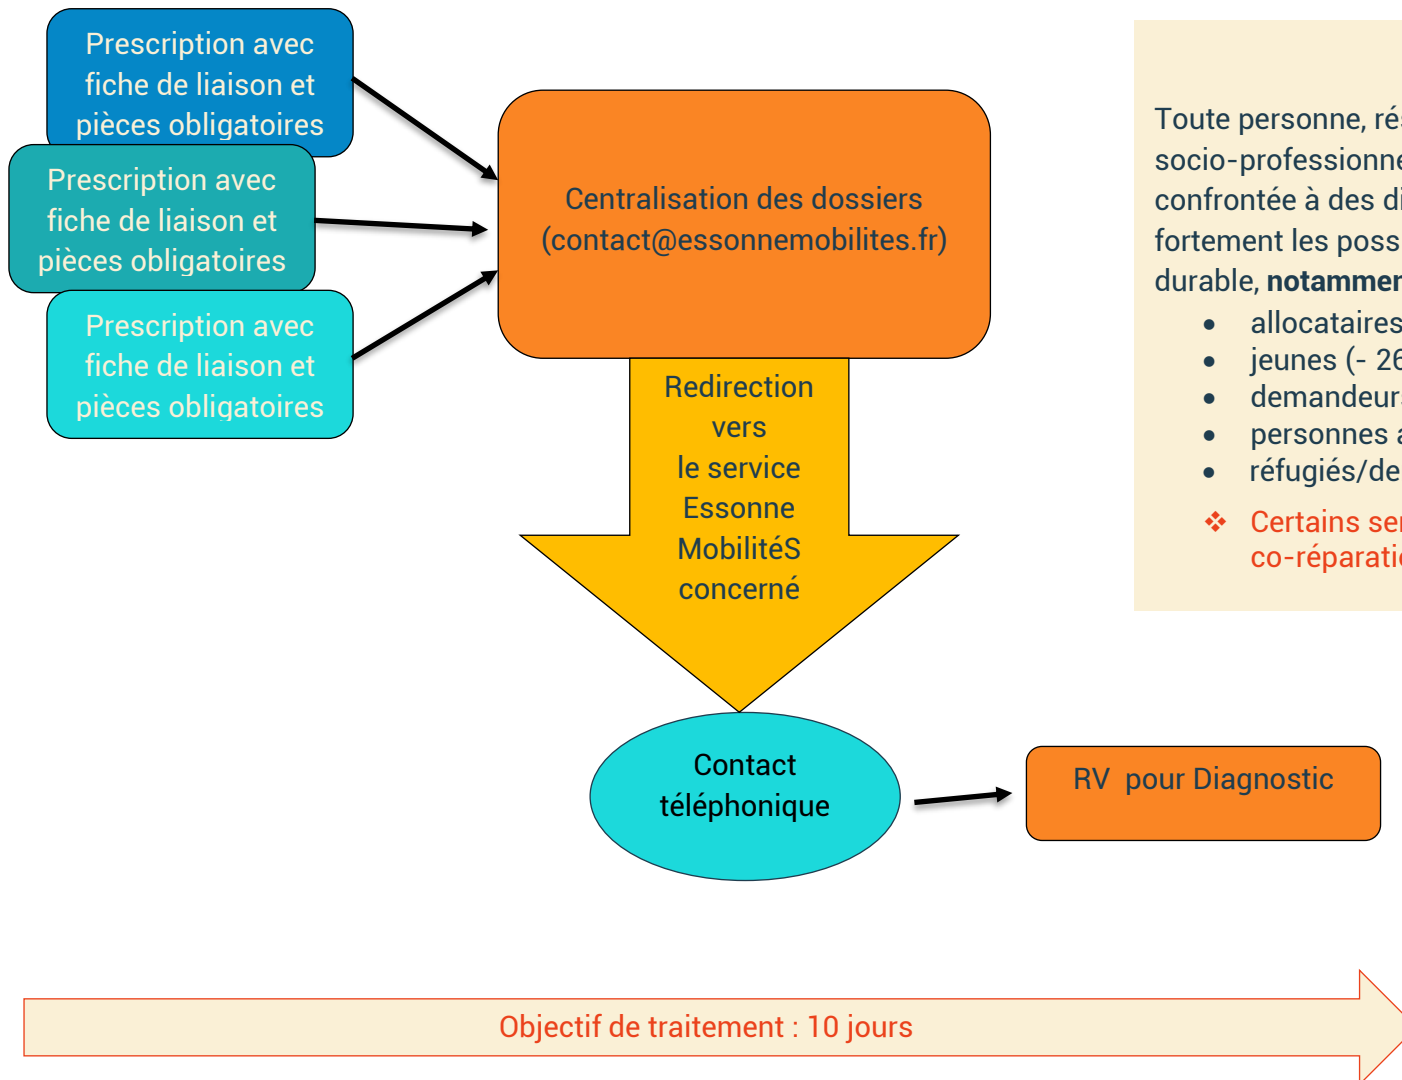 Prescription avec
fiche de liaison et
pièces obligatoires
Prescription avec
fiche de liaison et
pièces obligatoires
Prescription avec
fiche de liaison et
pièces obligatoires
Centralisation des dossiers
(contact@essonnemobilites.fr)
Redirection
vers
le service
Essonne
MobilitéS
concerné
Contact
téléphonique
RV pour Diagnostic
Toute personne, ré
socio-professionn
confrontée à des di
fortement les poss
durable, notammen
• allocataires
• jeunes (- 26
• demandeurs
• personnes a
• réfugiés/de
❖ Certains se
co-réparati
Objectif de traitement : 10 jours